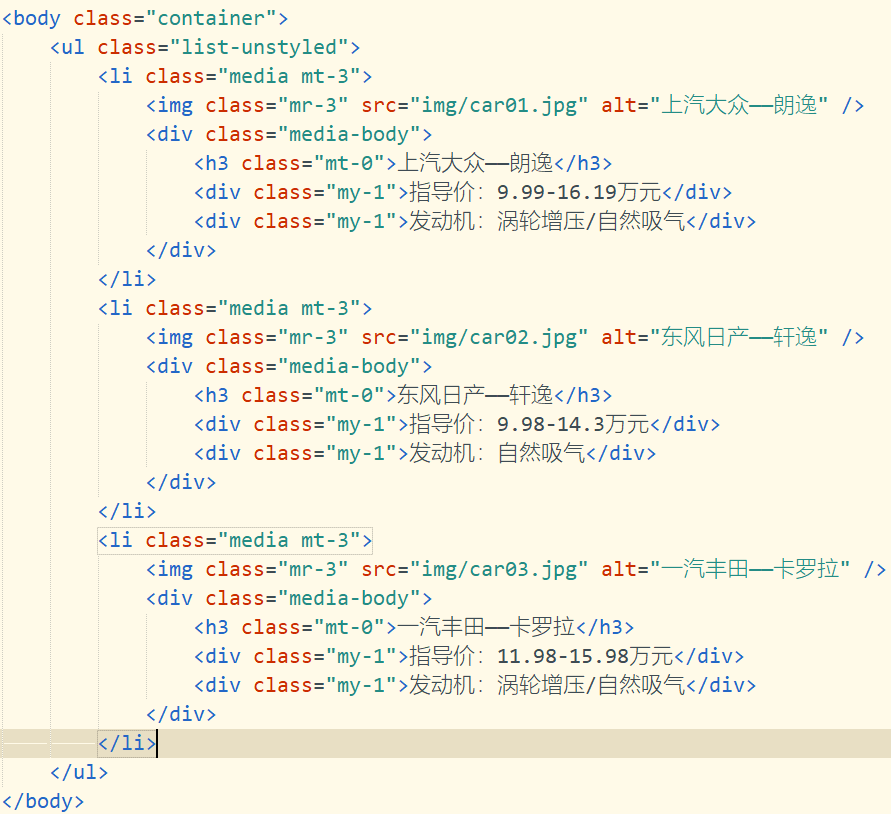 <body class="container">
<ul class="list-unstyled">
<li class="media mt-3">
<img class="mr-3" src="img/car01.jpg" alt="上汽大众——朗逸" />
<div class="media-body">
<h3 class="mt-0">上汽大众——朗逸</h3>
<div class="my-1">指导价：9.99-16.19万元</div>
<div class="my-1">发动机：涡轮增压/自然吸气</div>
</div>
</li>
<li class="media mt-3">
<img class="mr-3" src="img/car02.jpg" alt="东风日产——轩逸" />
<div class="media-body">
<h3 class="mt-0">东风日产——轩逸</h3>
<div class="my-1">指导价：9.98-14.3万元</div>
<div class="my-1">发动机：自然吸气</div>
</div>
</li>
<li class="media mt-3">
<img class="mr-3" src="img/car03.jpg" alt="一汽丰田——卡罗拉" />
<div class="media-body">
<h3 class="mt-0">一汽丰田——卡罗拉</h3>
<div class="my-1">指导价：11.98-15.98万元</div>
<div class="my-1">发动机：涡轮增压/自然吸气</div>
</div>
</li>
</ul>
</body>